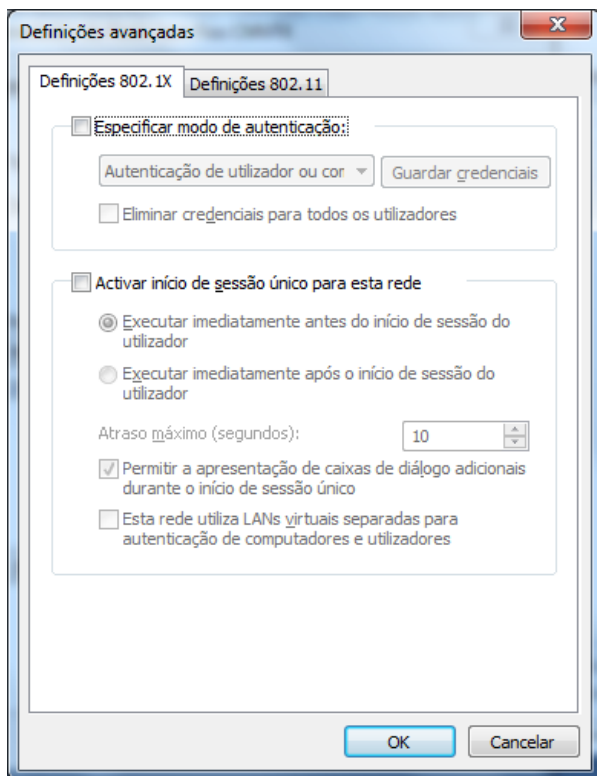 Definições avançadas
Definições 802.1X
Definições 802.11
Especificar modo de autenticação:
Autenticação de utilizador ou cor
Guardar credenciais
Eliminar credenciais para todos os utilizadores
Activar início de sessão único para esta rede
Executar imediatamente antes do início de sessão do
utilizador
Executar imediatamente após o início de sessão do
utilizador
Atraso máximo (segundos):
10
Permitir a apresentação de caixas de diálogo adicionais
durante o início de sessão único
Esta rede utiliza LANs virtuais separadas para
autenticação de computadores e utilizadores
OK
Cancelar